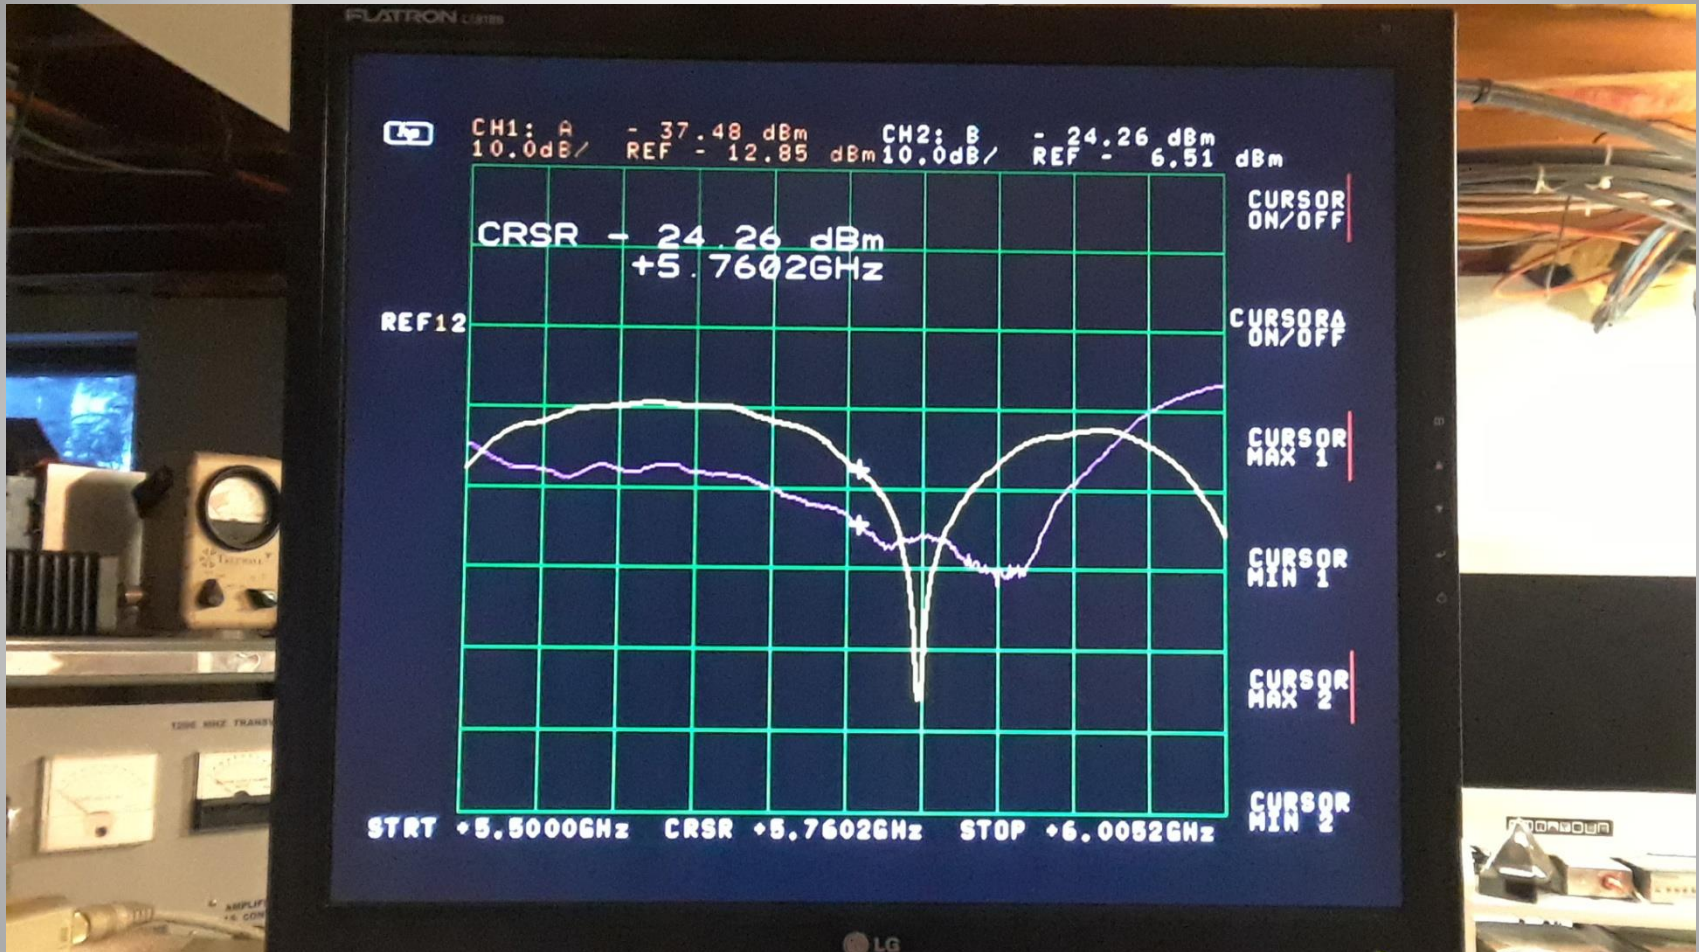 FLATRON
hp
CH1: A - 37.48 dBm CH2: B - 24.26 dBm
10.0dB/ REF - 12.85 dBm 10.0dB/ REF - 6.51 dBm
CRSR - 24.26 dBm
+5.7602GHz
REF12
CURSOR
ON/OFF
CURSORΔ
ON/OFF
CURSOR
MAX 1
CURSOR
MIN 1
CURSOR
MAX 2
CURSOR
MIN 2
STRT +5.5000GHz CRSR +5.7602GHz STOP +6.0052GHz
LG